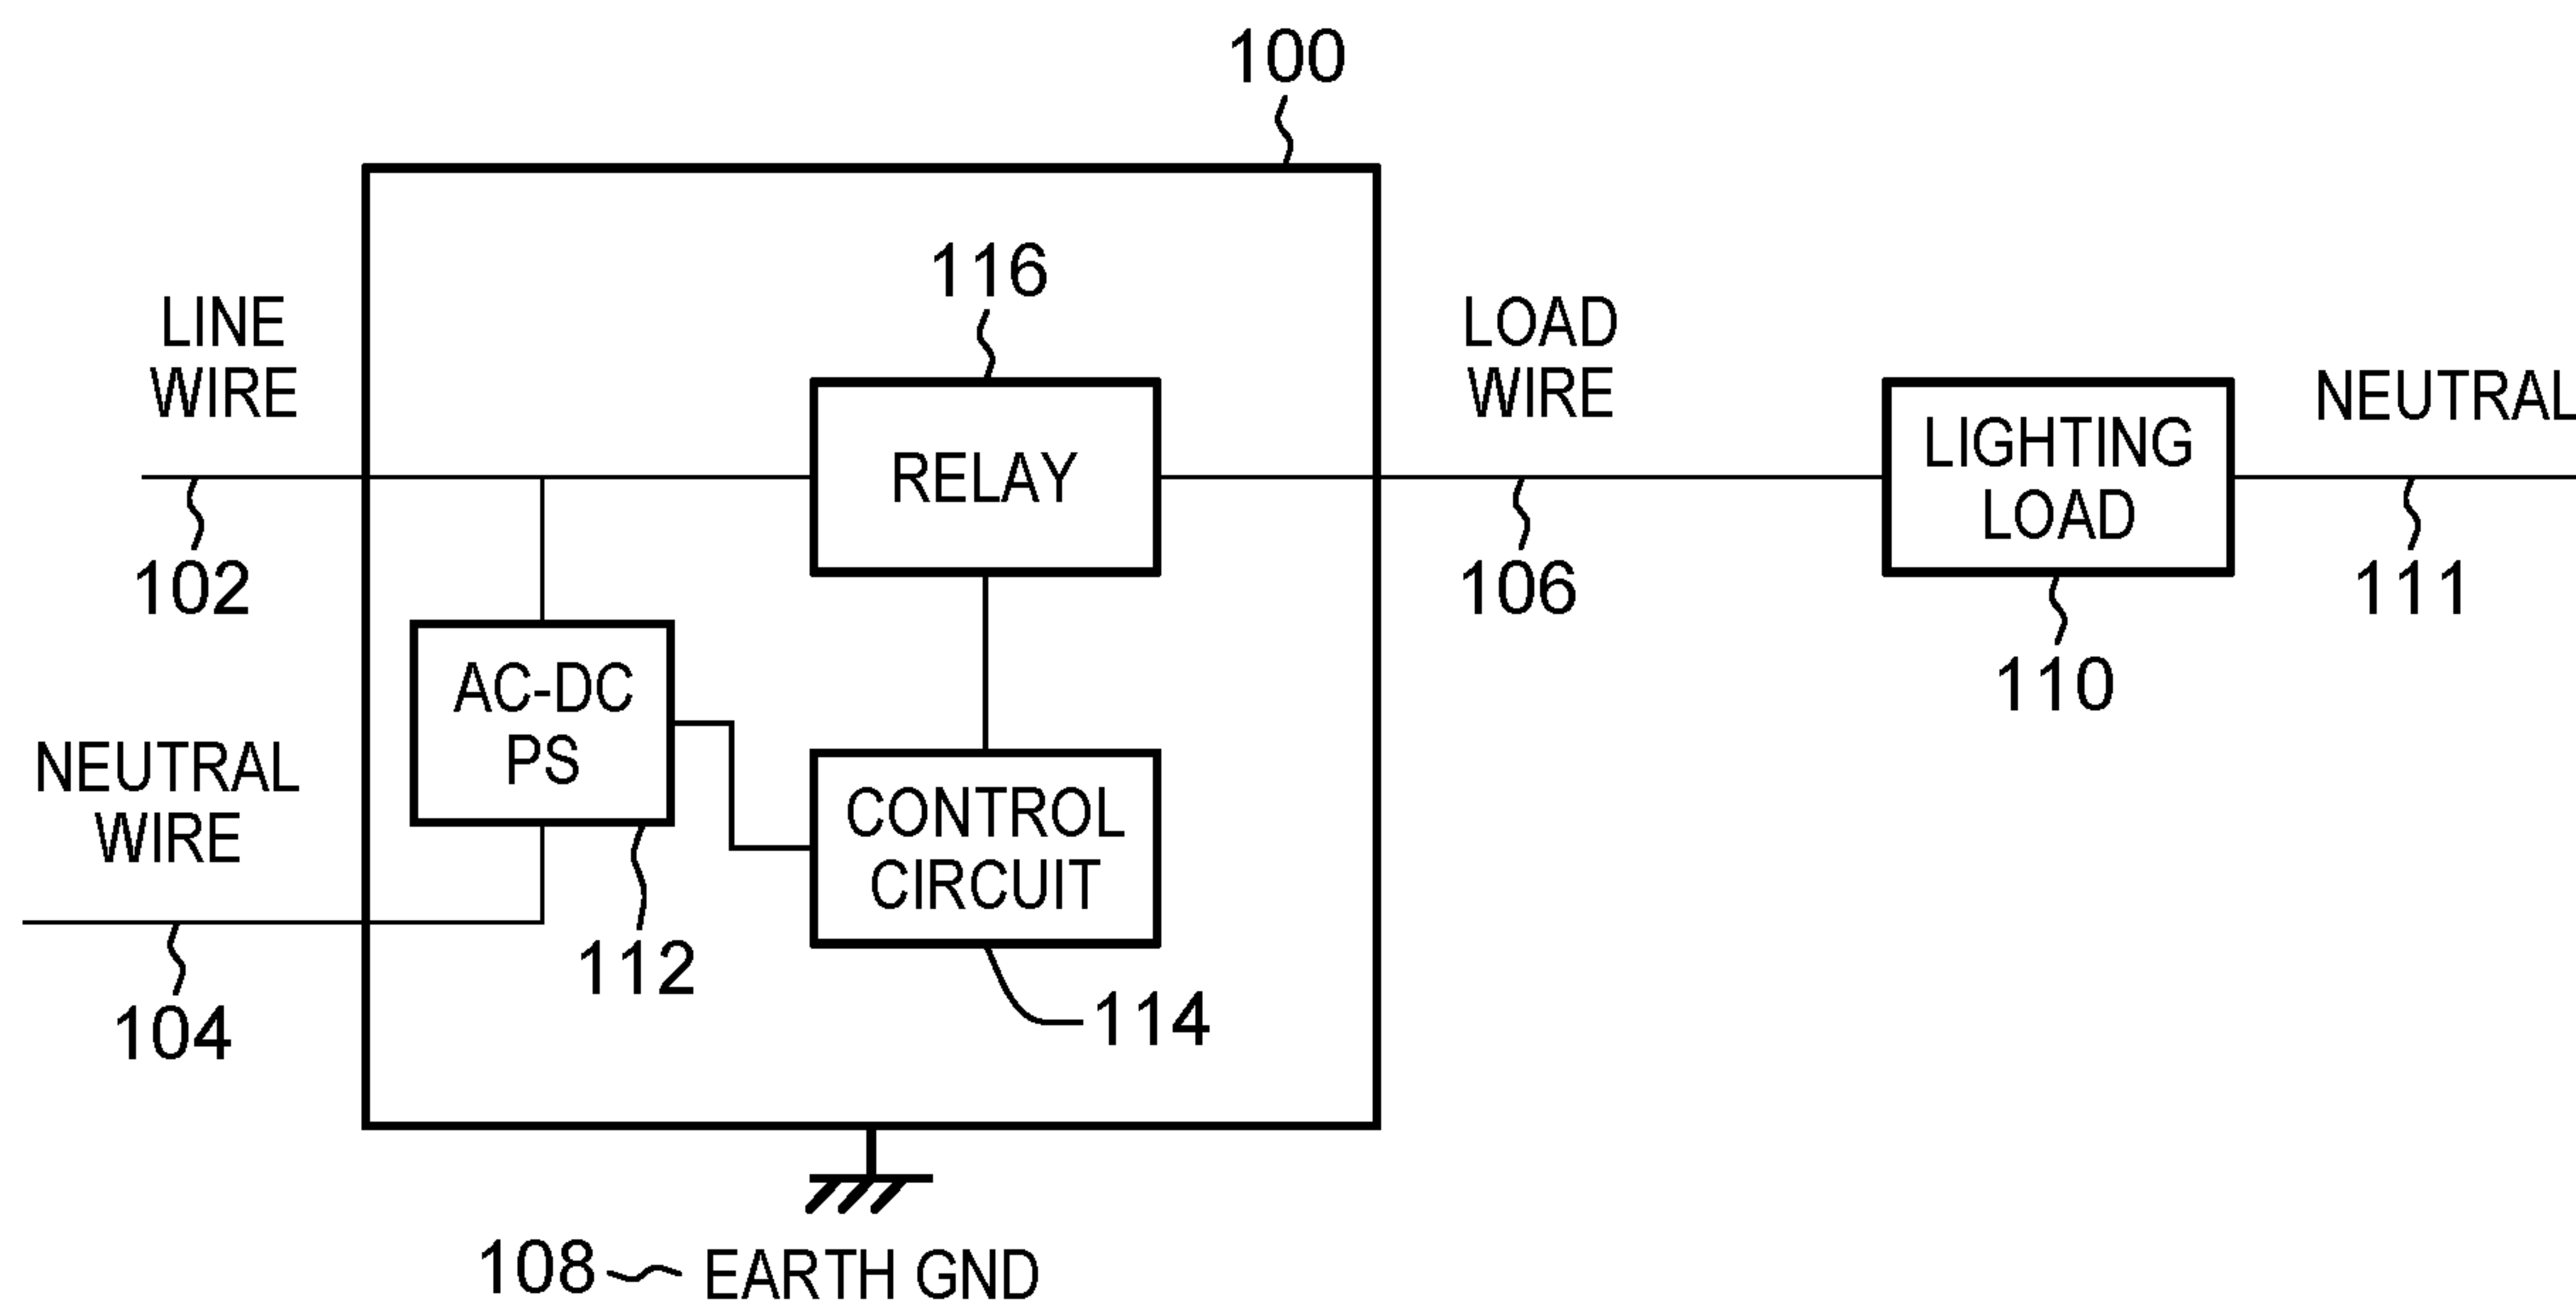 100
116
LINE
WIRE
LOAD
WIRE
NEUTRAL
RELAY
LIGHTING
LOAD
102
106
111
110
AC-DC
PS
NEUTRAL
WIRE
CONTROL
CIRCUIT
112
114
104
108
EARTH GND